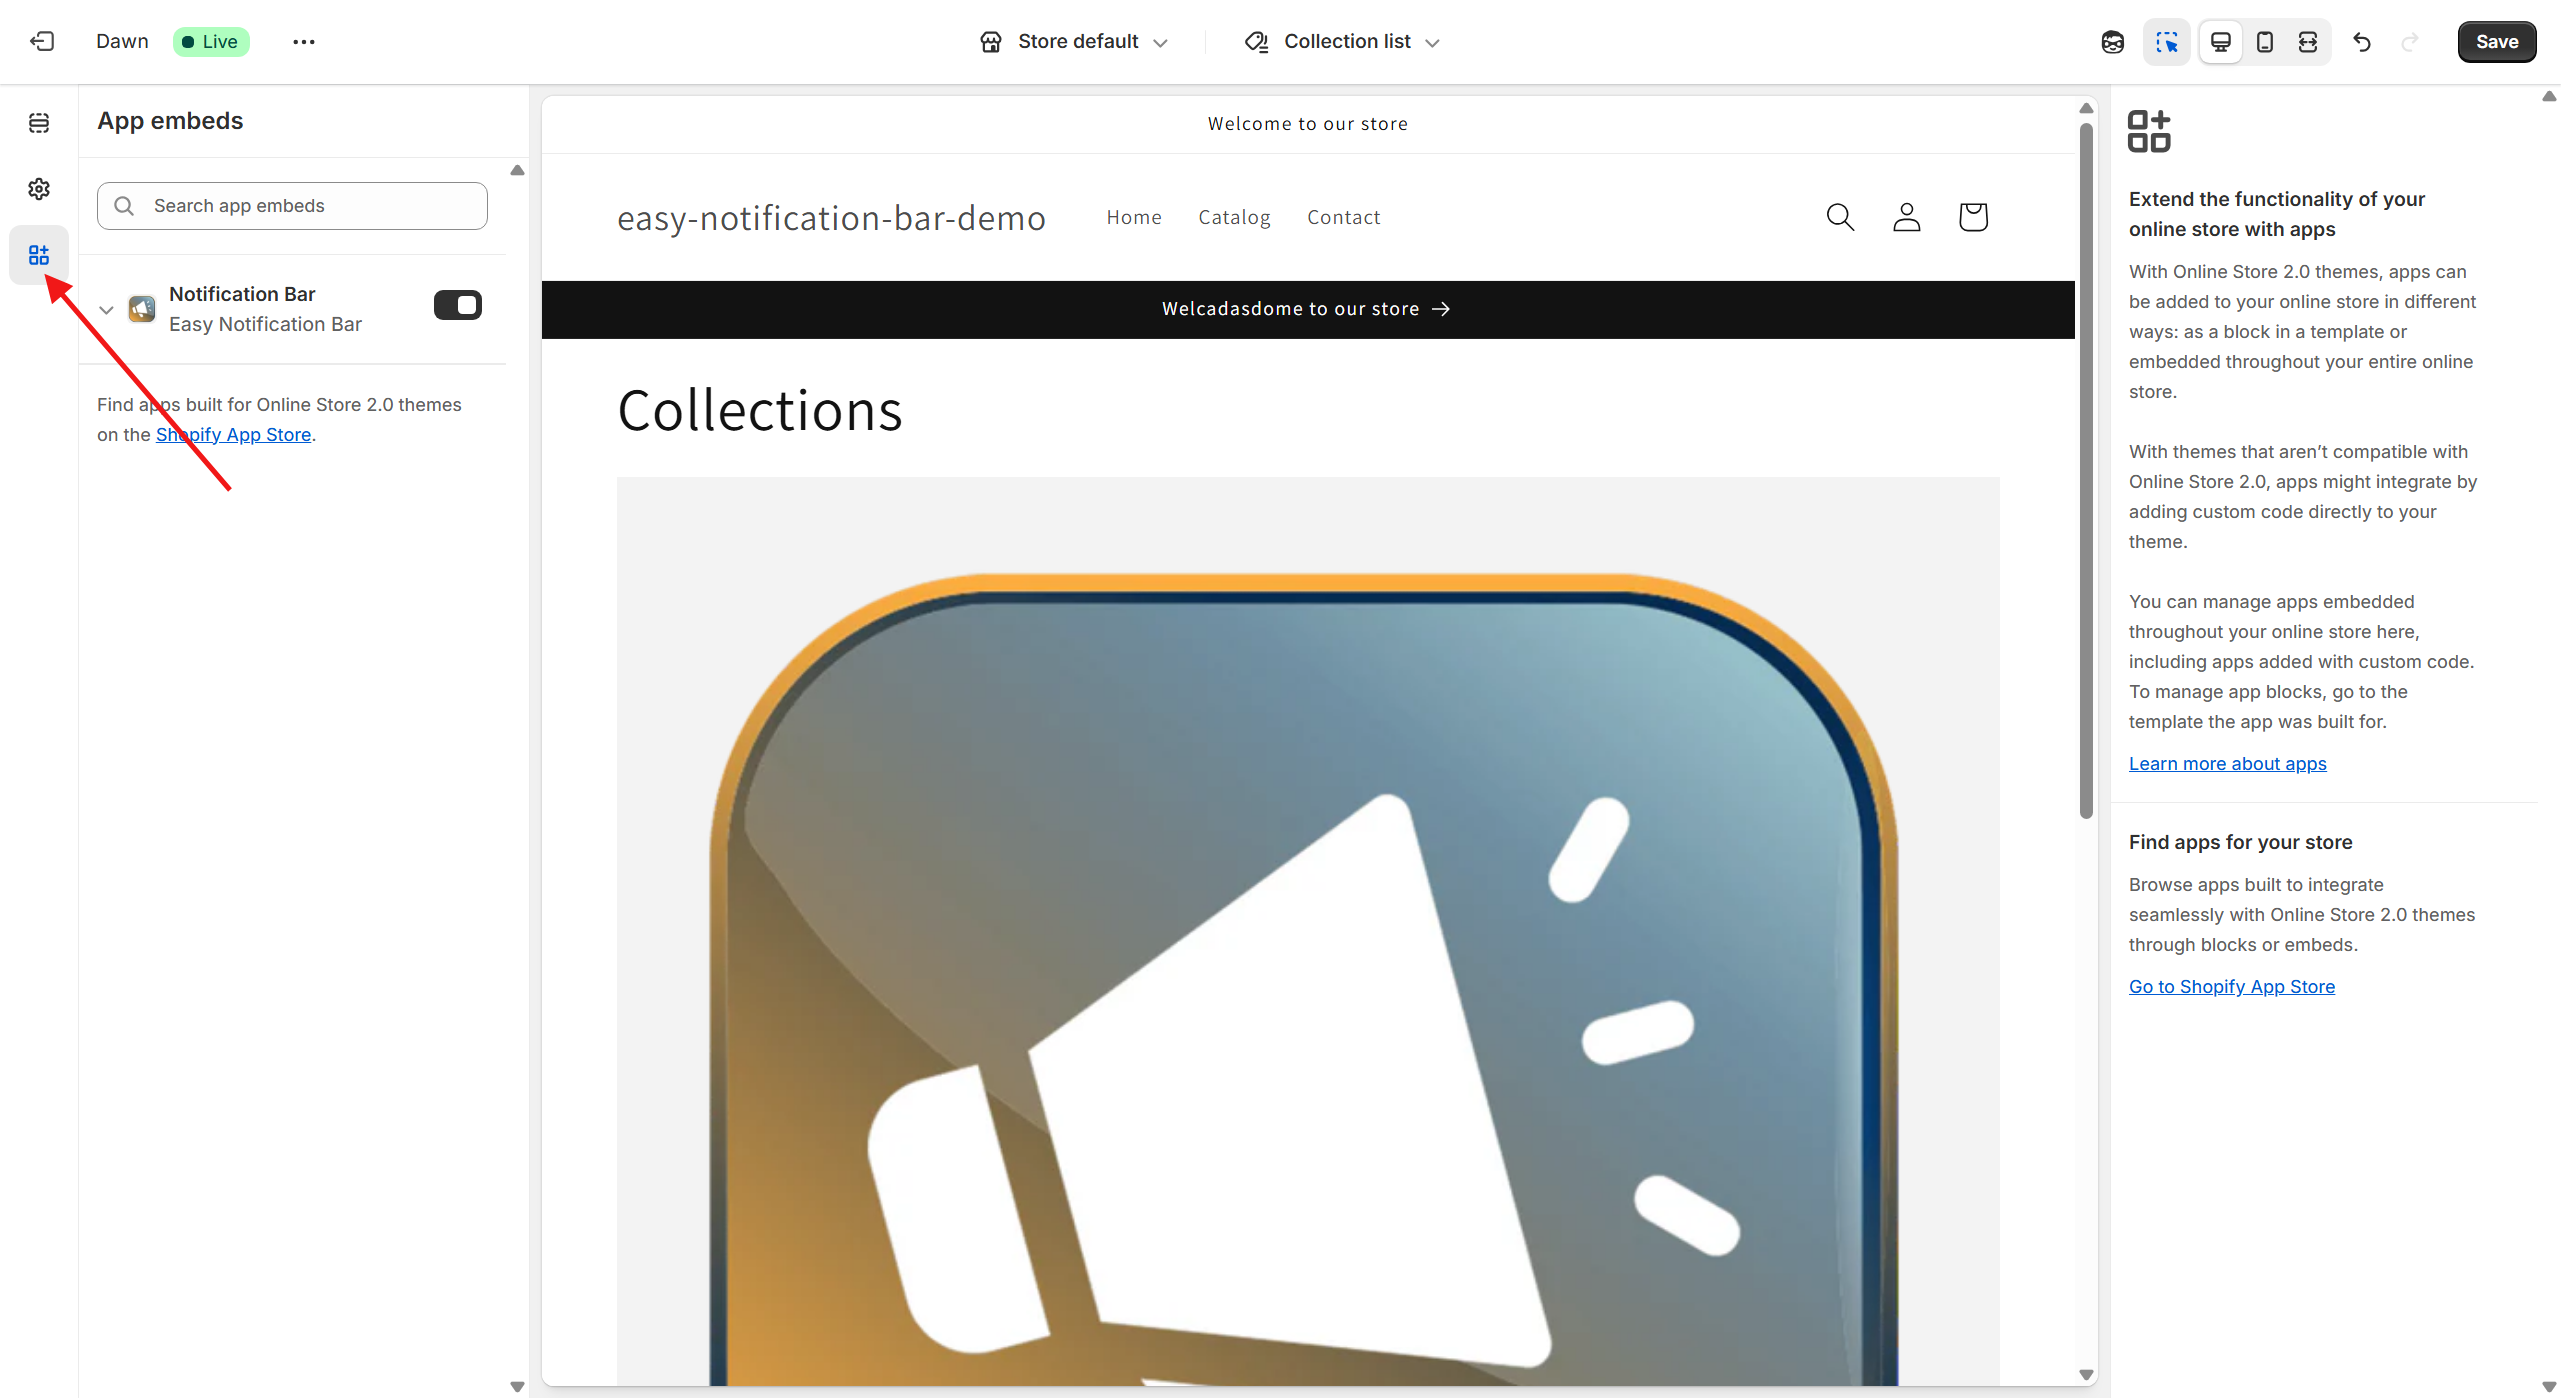 Dawn
Live
Store default
Collection list
Save
App embeds
Search app embeds
Notification Bar
Easy Notification Bar
Find apps built for Online Store 2.0 themes
on the Shopify App Store.
Welcome to our store
easy-notification-bar-demo
Home
Catalog
Contact
Welcadasdome to our store
Collections
Extend the functionality of your
online store with apps
With Online Store 2.0 themes, apps can
be added to your online store in different
ways: as a block in a template or
embedded throughout your entire online
store.
With themes that aren’t compatible with
Online Store 2.0, apps might integrate by
adding custom code directly to your
theme.
You can manage apps embedded
throughout your online store here,
including apps added with custom code.
To manage app blocks, go to the
template the app was built for.
Learn more about apps
Find apps for your store
Browse apps built to integrate
seamlessly with Online Store 2.0 themes
through blocks or embeds.
Go to Shopify App Store